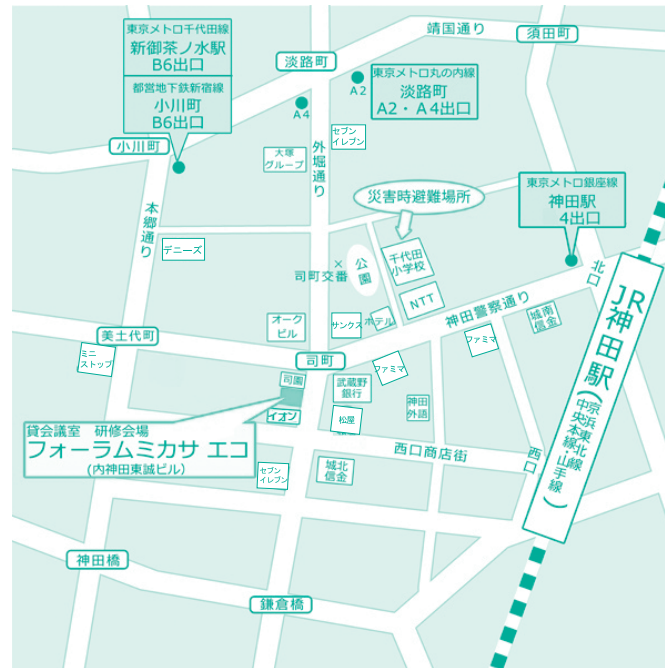 東京メトロ千代田線
新御茶ノ水駅
B6出口
都営地下鉄新宿線
小川町
B6出口
靖国通り
須田町
淡路町
A2
A4
東京メトロ丸の内線
淡路町
A2・A4出口
セブン
イレブン
小川町
大塚
グループ
外堀通り
災害時避難場所
東京メトロ銀座線
神田駅
4出口
本郷通り
デニーズ
×
司町交番
公園
千代田
小学校
北口
NTT
神田警察通り
城南
信金
オーク
ビル
サンクス
ホテル
美土代町
ミニ
ストップ
司町
ファミマ
ファミマ
JR神田駅
(京浜東北線
中央本線・山手線)
司園
武蔵野
銀行
神田
外語
イオン
松屋
貸会議室 研修会場
フォーラムミカサ エコ
(内神田東誠ビル)
西口商店街
西口
セブン
イレブン
城北
信金
神田橋
鎌倉橋